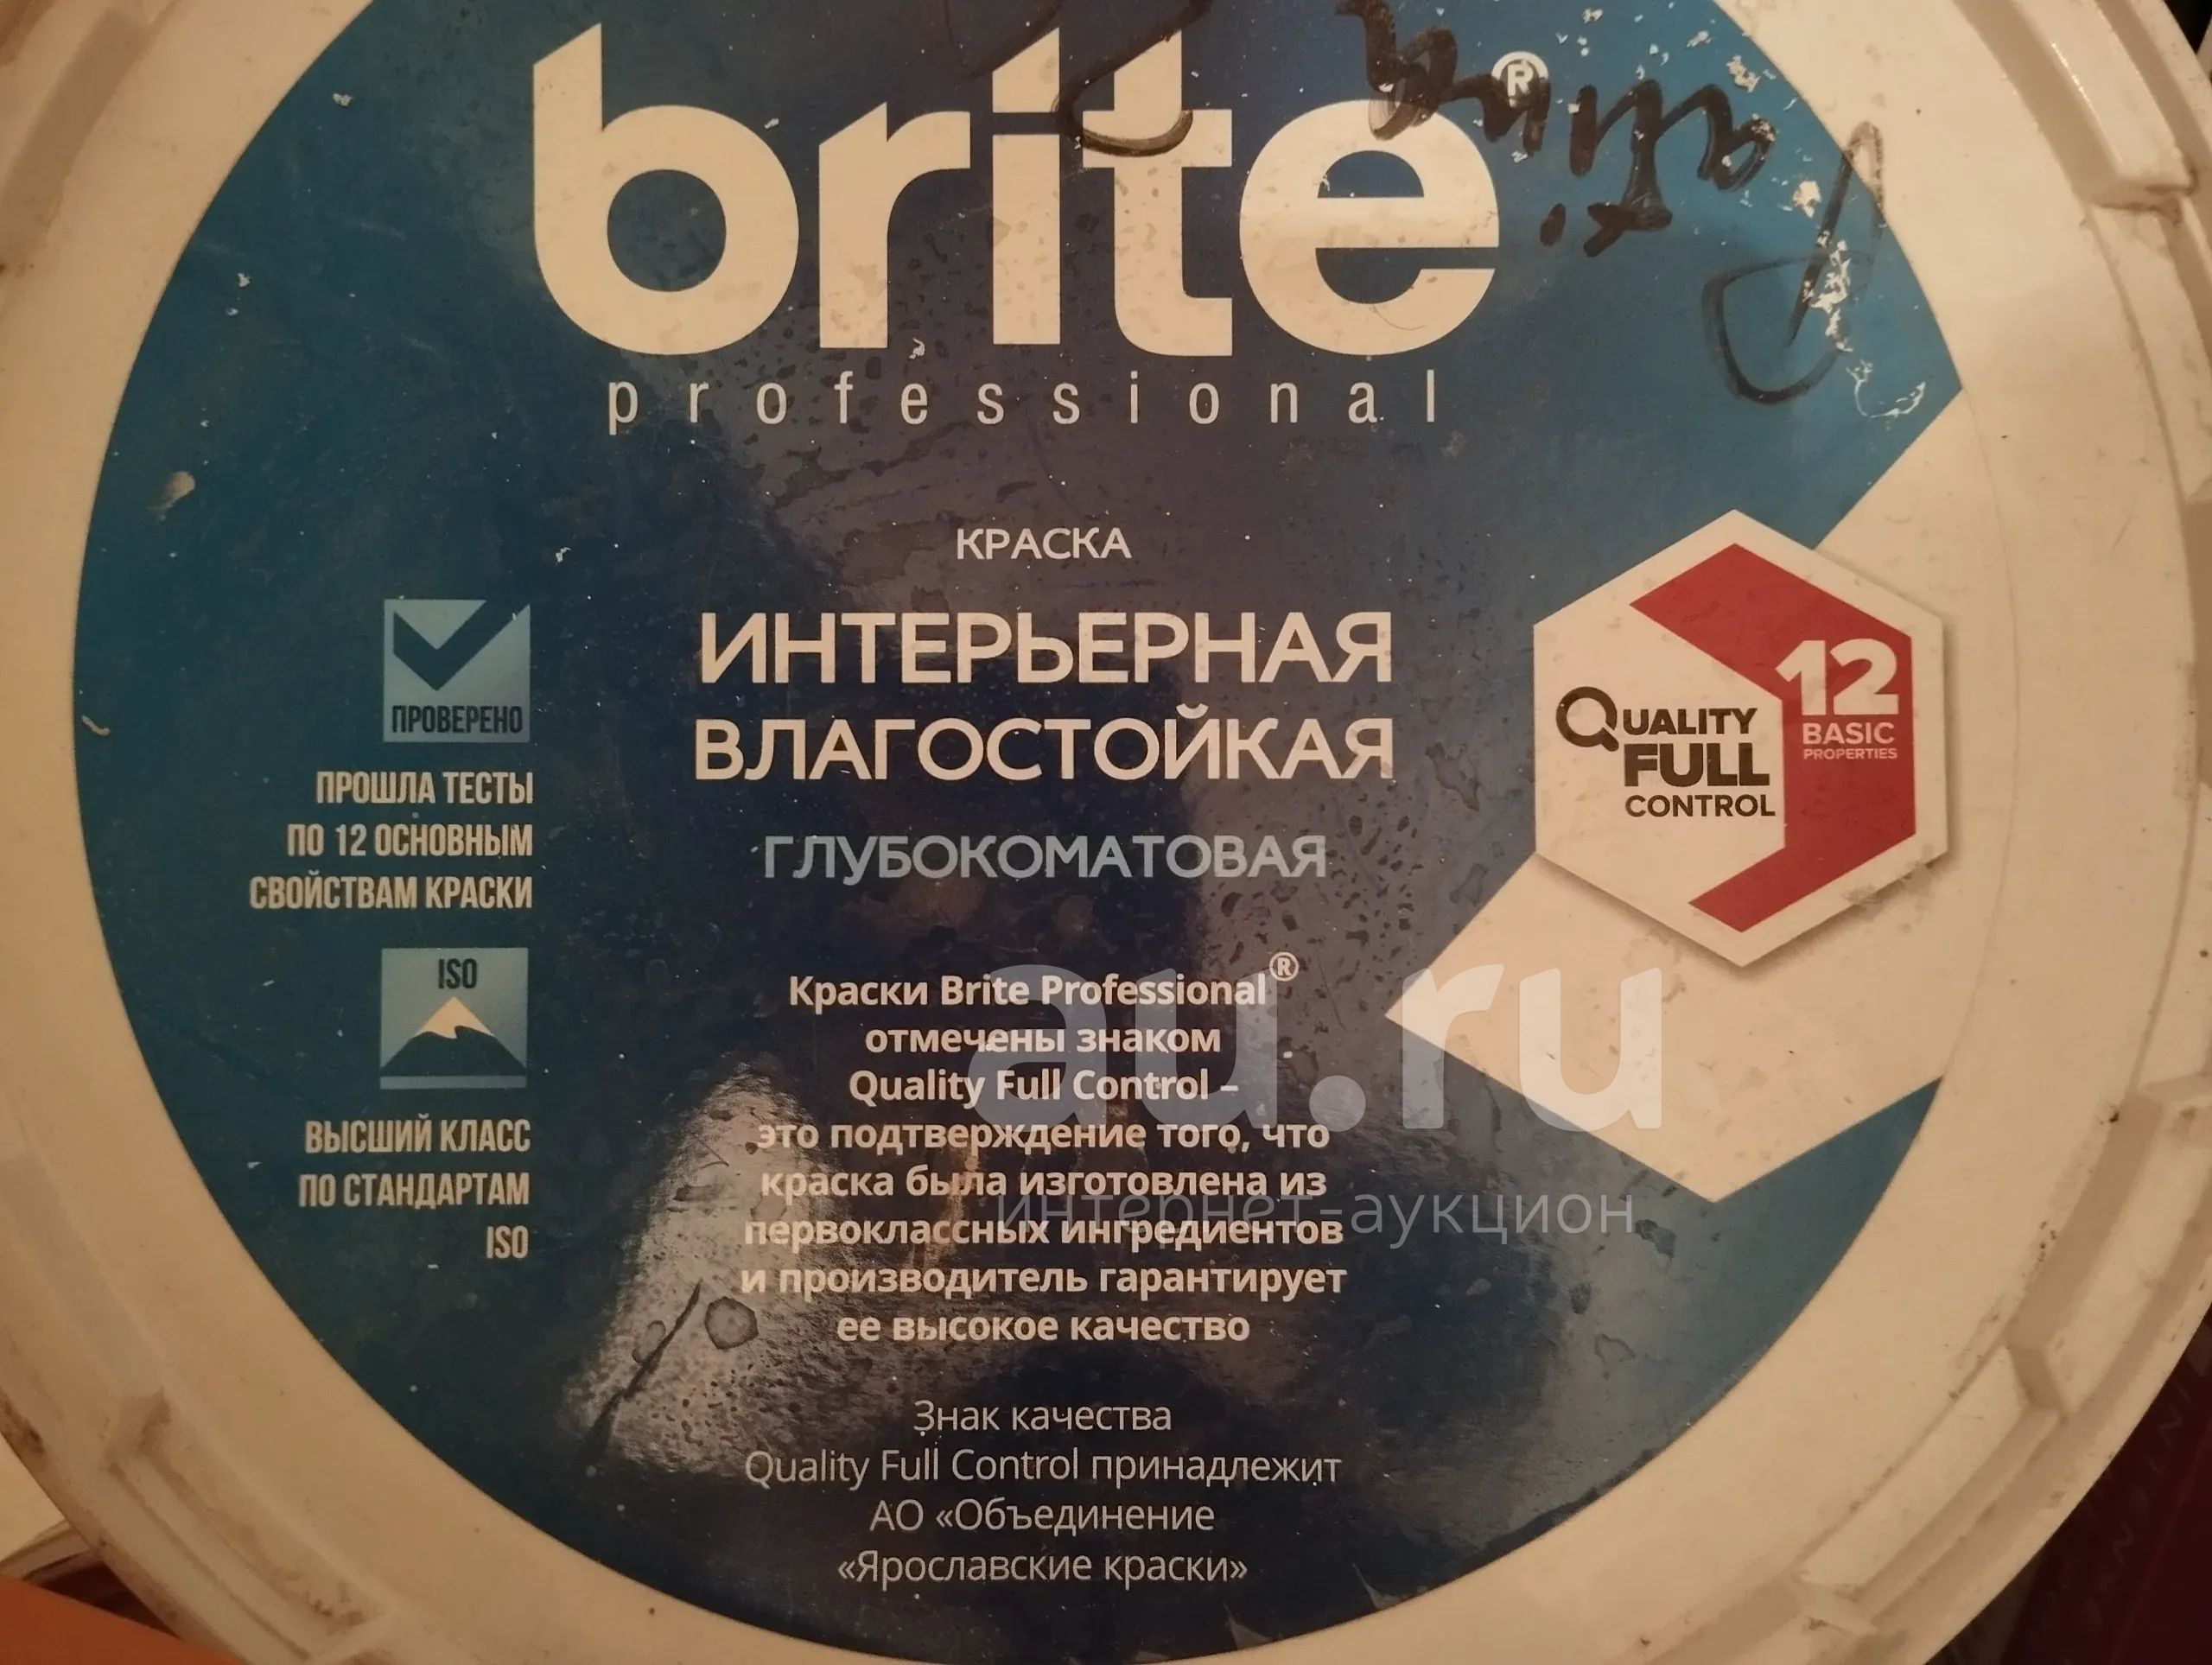 brite®
professional
КРАСКА
ИНТЕРЬЕРНАЯ
ВЛАГОСТОЙКАЯ
ГЛУБОКОМАТОВАЯ
ПРОВЕРЕНО
ПРОШЛА ТЕСТЫ
ПО 12 ОСНОВНЫМ
СВОЙСТВАМ КРАСКИ
ISO
ВЫСШИЙ КЛАСС
ПО СТАНДАРТАМ
ISO
QUALITY
FULL
CONTROL
12
BASIC
PROPERTIES
Краски Brite Professional®
отмечены знаком
Quality Full Control –
это подтверждение того, что
краска была изготовлена из
первоклассных ингредиентов
и производитель гарантирует
ее высокое качество
Знак качества
Quality Full Control принадлежит
АО «Объединение
«Ярославские краски»
au.ru
интернет-аукцион